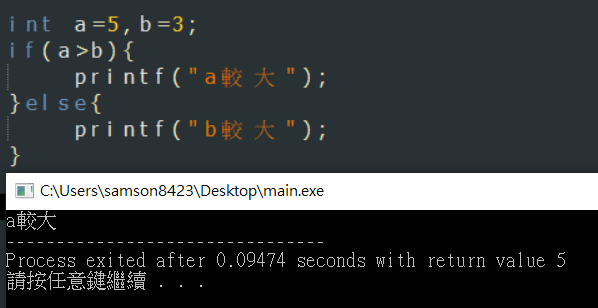 int a=5,b=3;
if(a>b){
printf("a較大");
}else{
printf("b較大");
}
C:\Users\samson8423\Desktop\main.exe
a較大
--------------------------------
Process exited after 0.09474 seconds with return value 5
請按任意鍵繼續 . . .